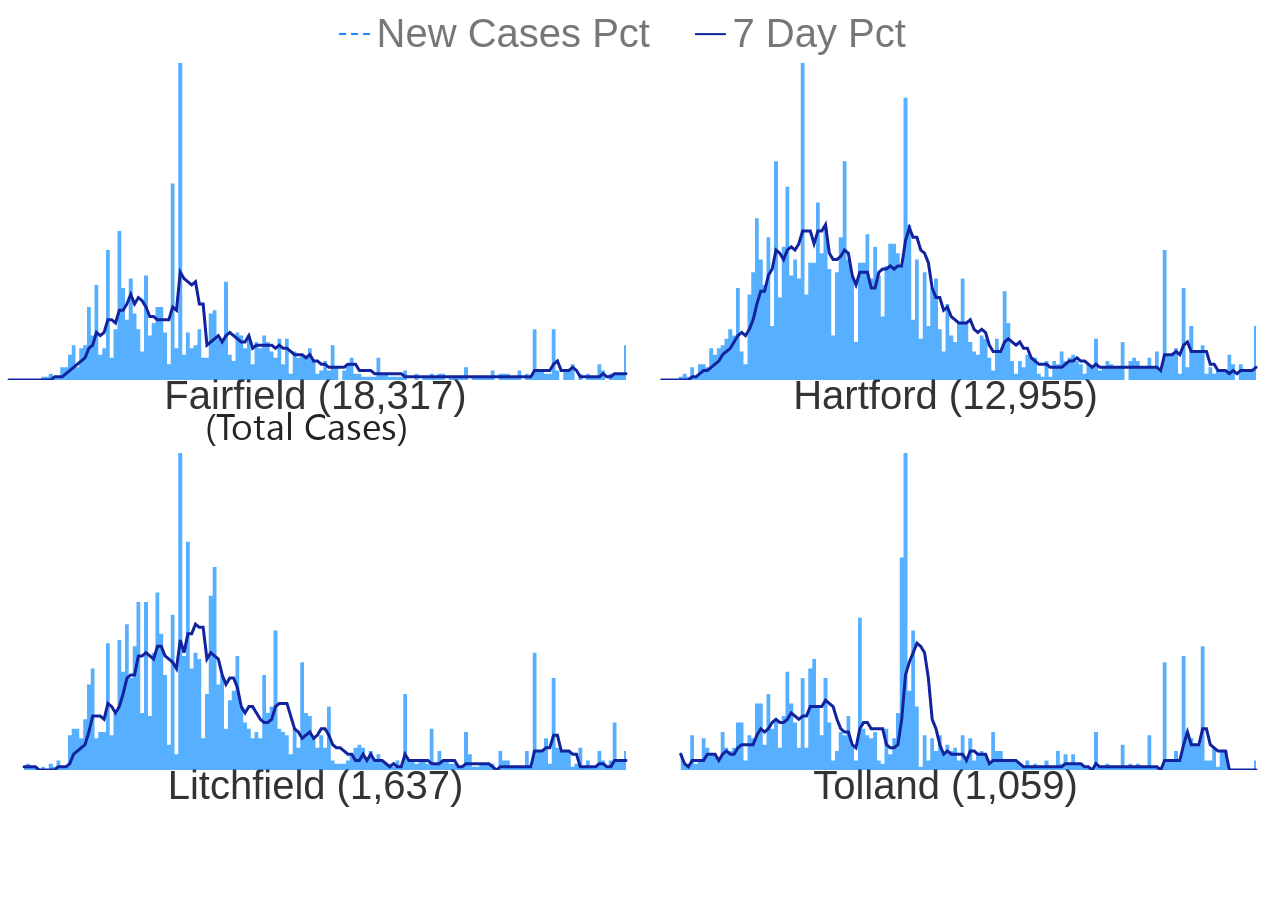 New Cases Pct 7 Day Pct
Fairfield (18,317) Hartford (12,955)
(Total Cases)
Litchfield (1,637) Tolland (1,059)